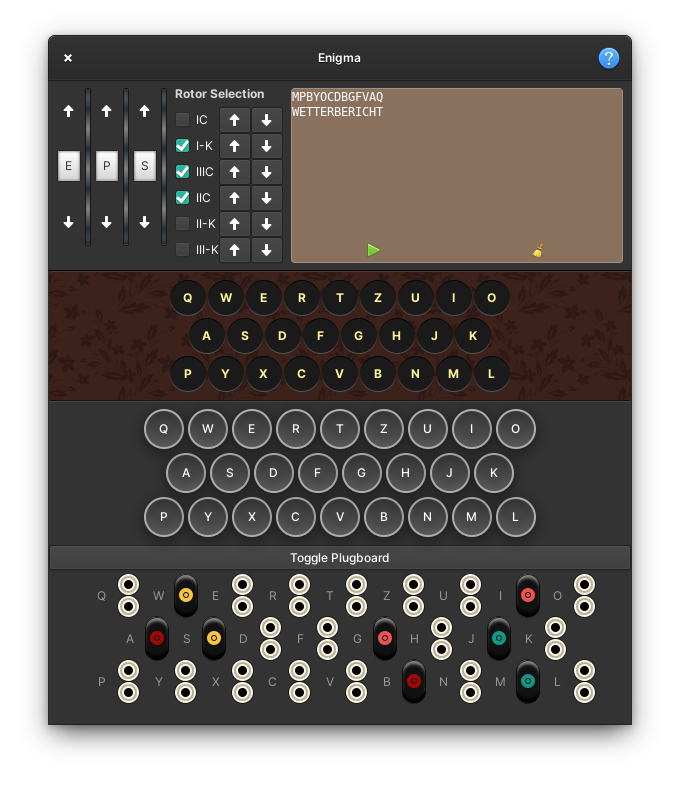 Enigma
?
E P S
Rotor Selection
IC
I-K
IIIC
IIC
II-K
III-K
MPBYOCDBGFVAQ
WETTERBERICHT
Q W E R T Z U I O
A S D F G H J K
P Y X C V B N M L
Q W E R T Z U I O
A S D F G H J K
P Y X C V B N M L
Toggle Plugboard
Q W E R T Z U I O
A S D F G H J K
P Y X C V B N M L